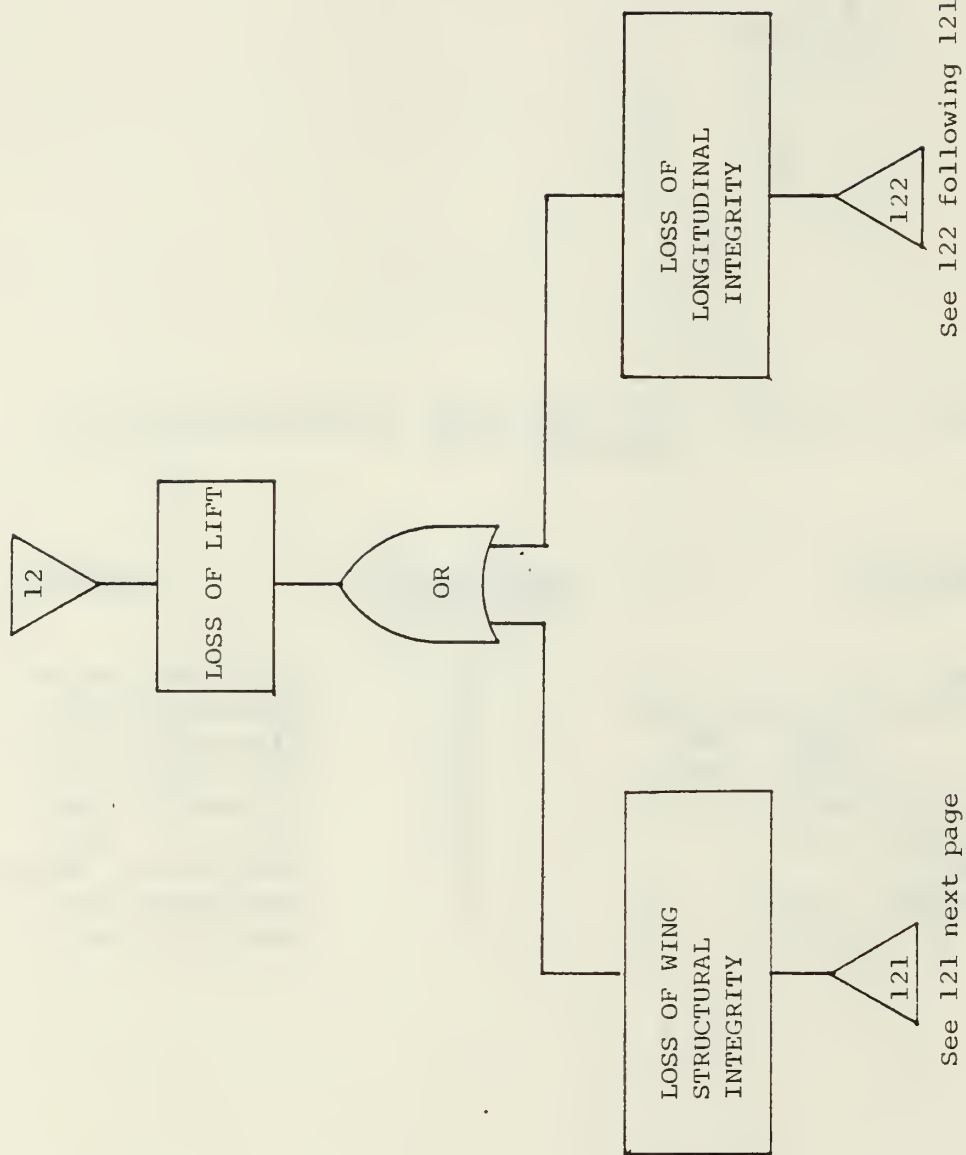 12
LOSS OF LIFT
OR
LOSS OF WING
STRUCTURAL
INTEGRITY
121
See 121 next page
LOSS OF
LONGITUDINAL
INTEGRITY
122
See 122 following 121